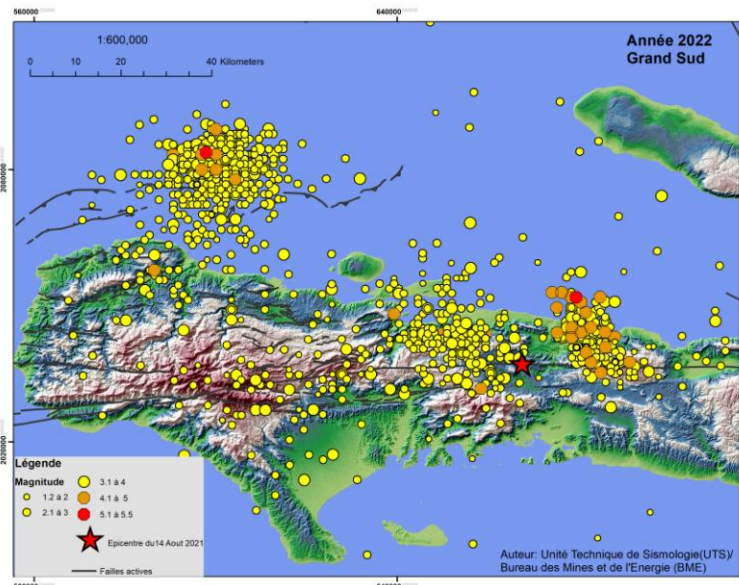 560000
640000
1:600,000
0 10 20 40 Kilometers
Année 2022
Grand Sud
2080000
2020000
Légende
Magnitude
1.2 à 2
2.1 à 3
3.1 à 4
4.1 à 5
5.1 à 5.5
Epicentre du14 Aout 2021
Failles actives
Auteur: Unité Technique de Sismologie(UTS)/
Bureau des Mines et de l'Energie (BME)